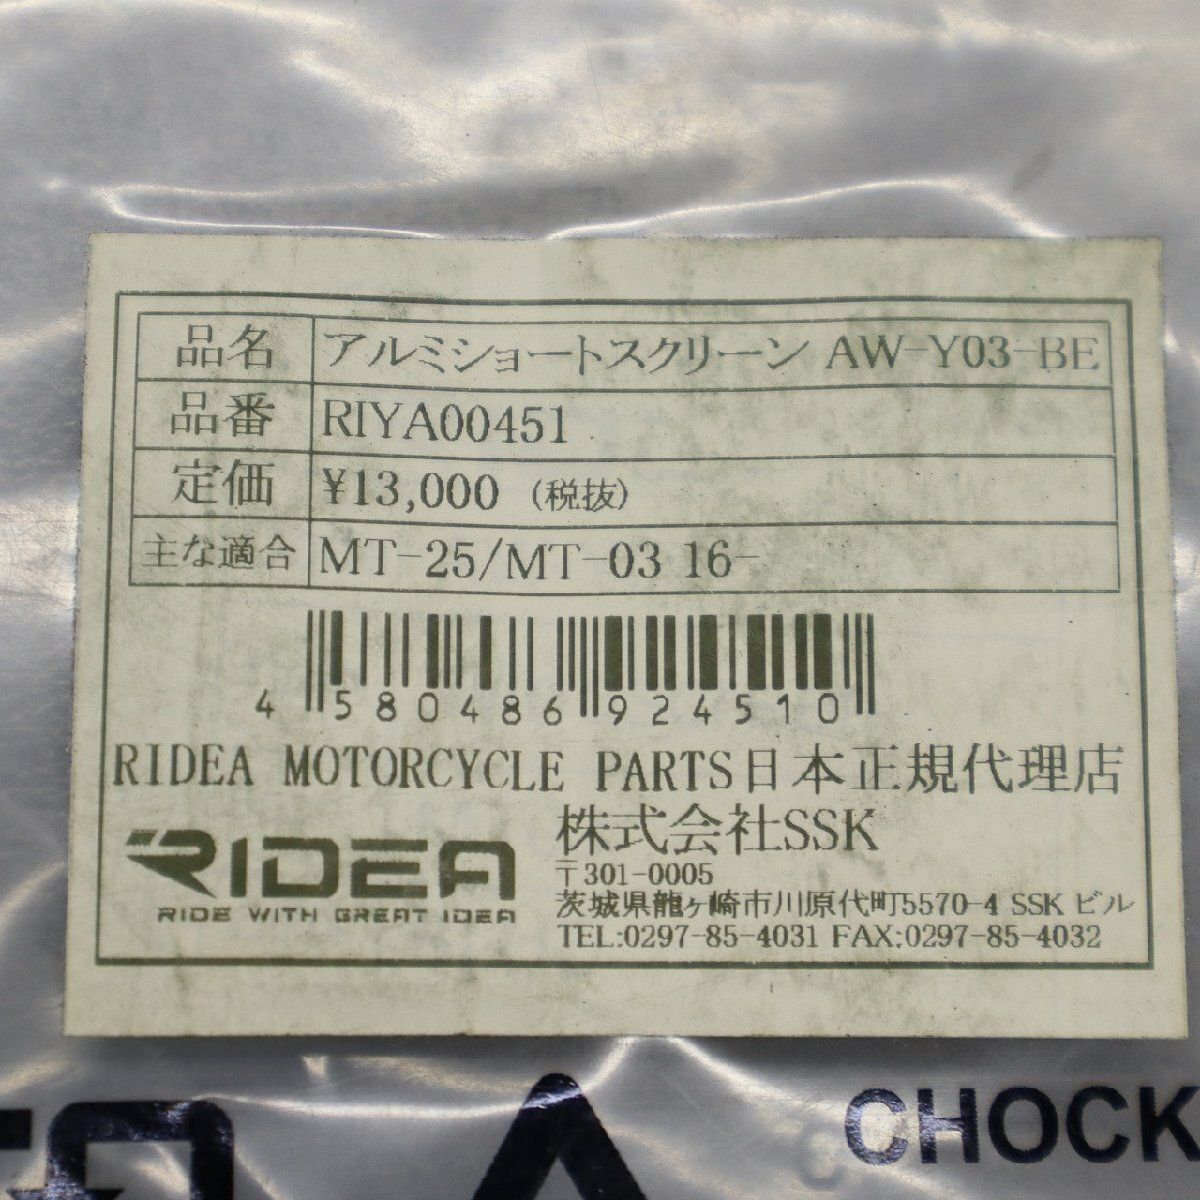 品名 アルミショートスクリーン AW-Y03-BE
品番 RIYA00451
定価 ¥13,000 (税抜)
主な適合 MT-25/MT-03 16-
4 580486 924510
RIDEA MOTORCYCLE PARTS日本正規代理店
株式会社SSK
〒301-0005
茨城県龍ヶ崎市川原代町5570-4 SSK ビル
TEL:0297-85-4031 FAX:0297-85-4032
RIDEA
RIDE WITH GREAT IDEA
CHOCK